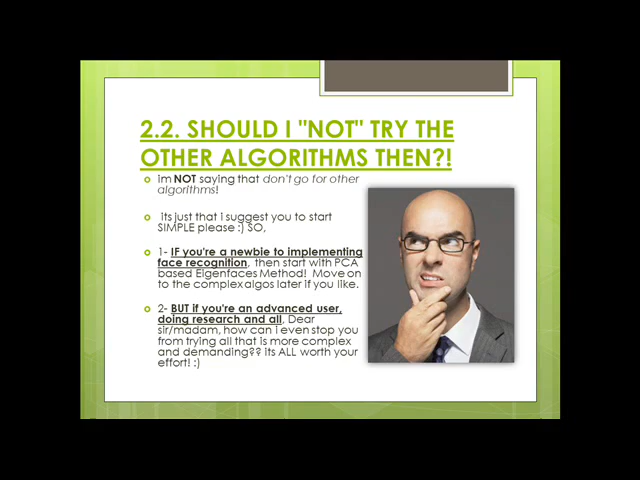 2.2. SHOULD I "NOT" TRY THE
OTHER ALGORITHMS THEN?!
im NOT saying that don't go for other
algorithms!
its just that i suggest you to start
SIMPLE please :) SO,
1- IF you're a newbie to implementing
face recognition, then start with PCA
based Eigenfaces Method! Move on
to the complex algos later if you like.
2- BUT if you're an advanced user,
doing research and all, Dear
sir/madam, how can i even stop you
from trying all that is more complex
and demanding?? its ALL worth your
effort! :)